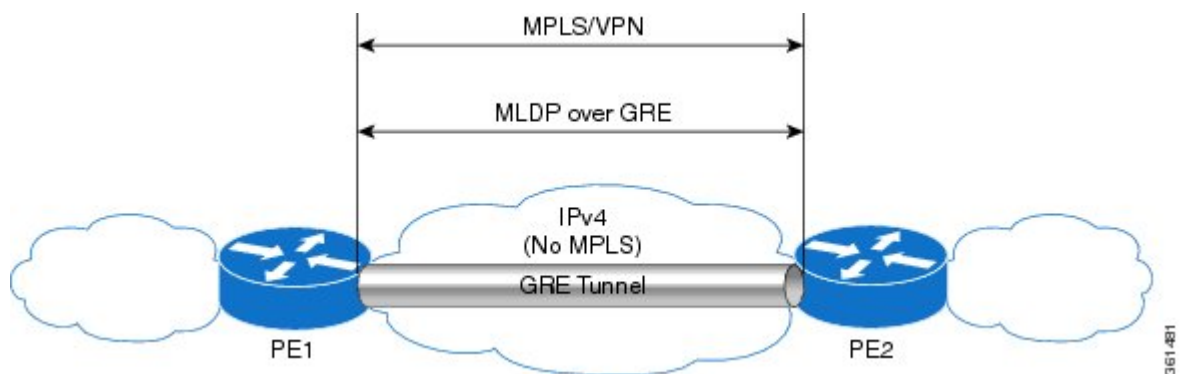 MPLS/VPN
MLDP over GRE
IPv4
(No MPLS)
GRE Tunnel
PE1
PE2
361481